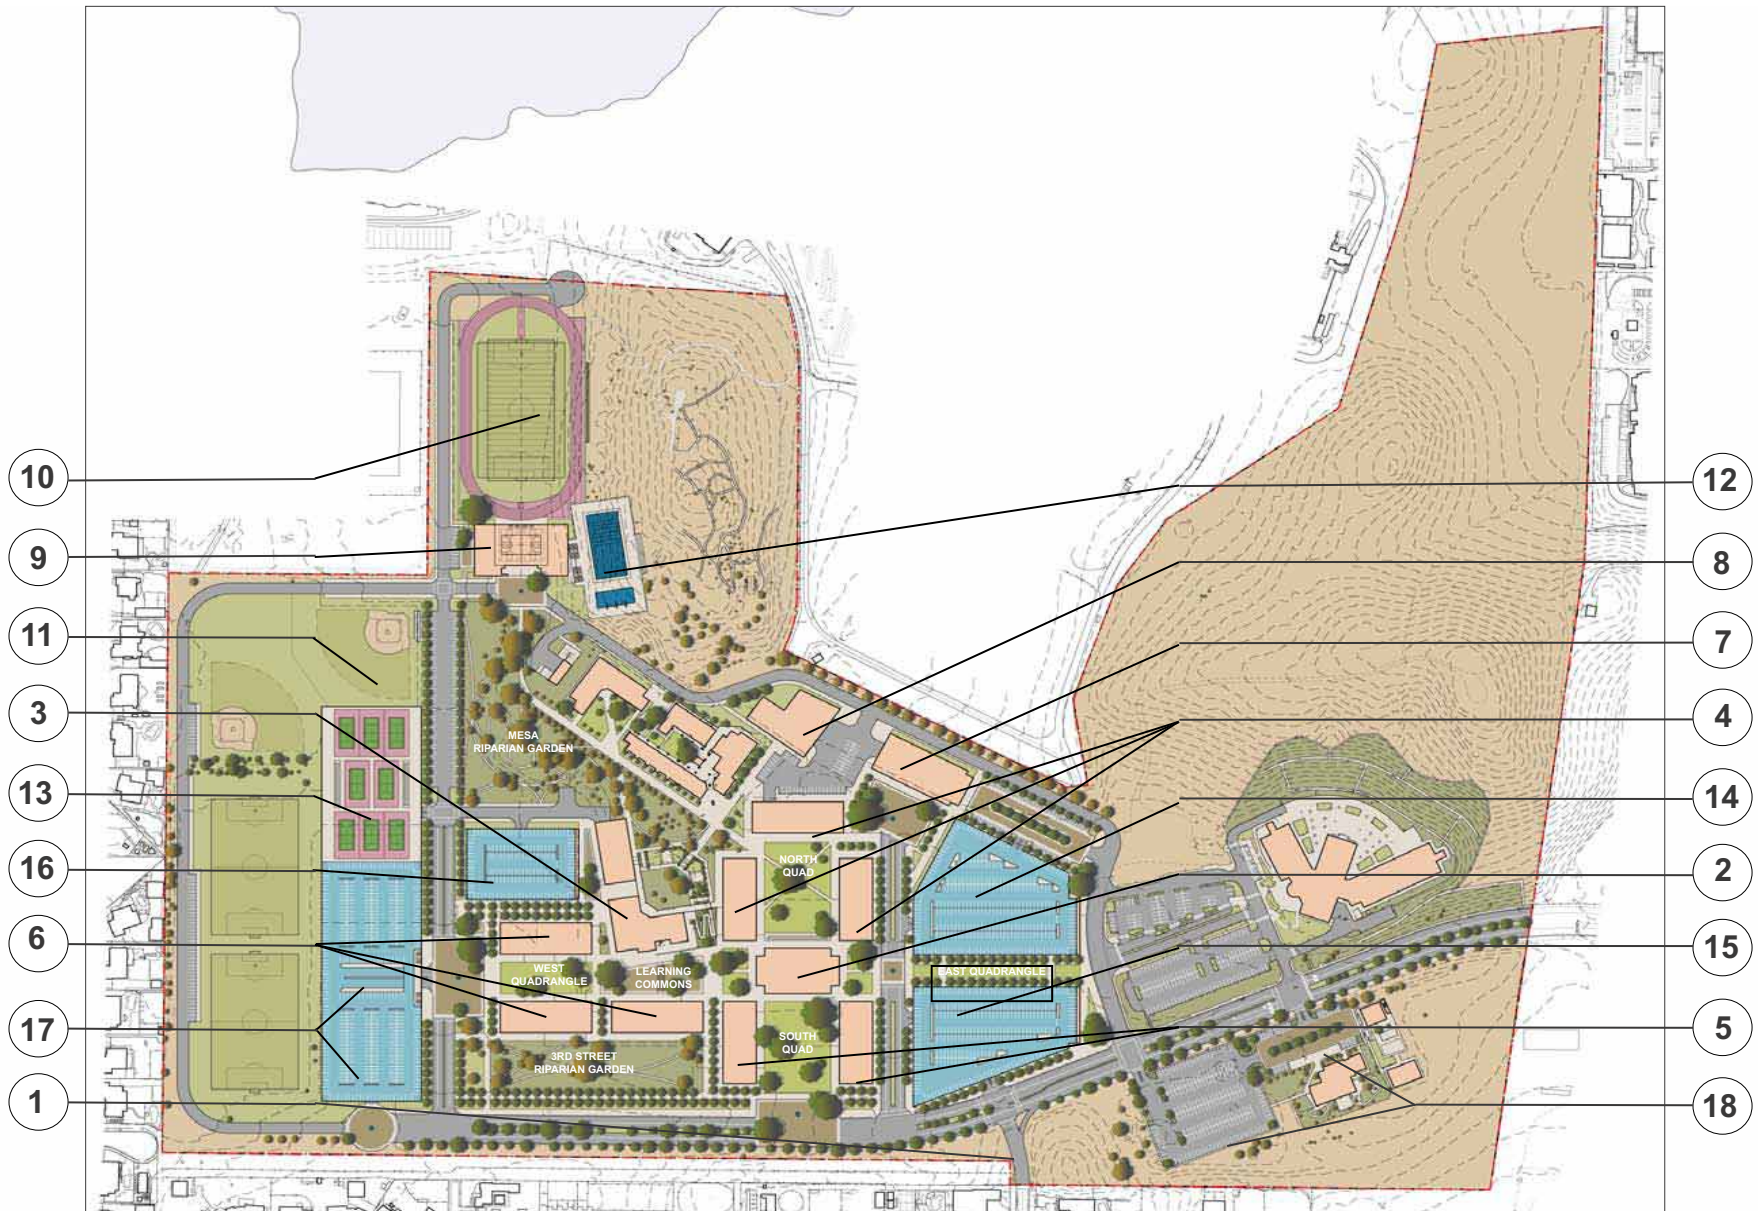 10
9
11
3
13
16
6
17
1
12
8
7
4
14
2
15
5
18
MESA
RIPARIAN GARDEN
NORTH
QUAD
WEST
QUADRANGLE
LEARNING
COMMONS
EAST QUADRANGLE
SOUTH
QUAD
3RD STREET
RIPARIAN GARDEN